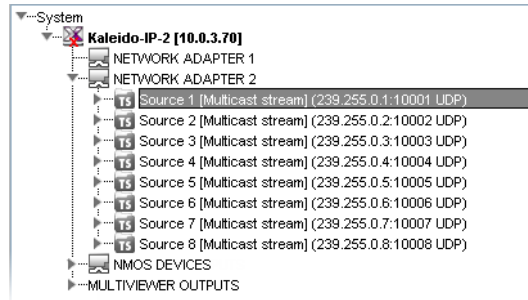 System
Kaleido-IP-2 [10.0.3.70]
NETWORK ADAPTER 1
NETWORK ADAPTER 2
TS Source 1 [Multicast stream] (239.255.0.1:10001 UDP)
TS Source 2 [Multicast stream] (239.255.0.2:10002 UDP)
TS Source 3 [Multicast stream] (239.255.0.3:10003 UDP)
TS Source 4 [Multicast stream] (239.255.0.4:10004 UDP)
TS Source 5 [Multicast stream] (239.255.0.5:10005 UDP)
TS Source 6 [Multicast stream] (239.255.0.6:10006 UDP)
TS Source 7 [Multicast stream] (239.255.0.7:10007 UDP)
TS Source 8 [Multicast stream] (239.255.0.8:10008 UDP)
NMOS DEVICES
MULTIVIEWER OUTPUTS